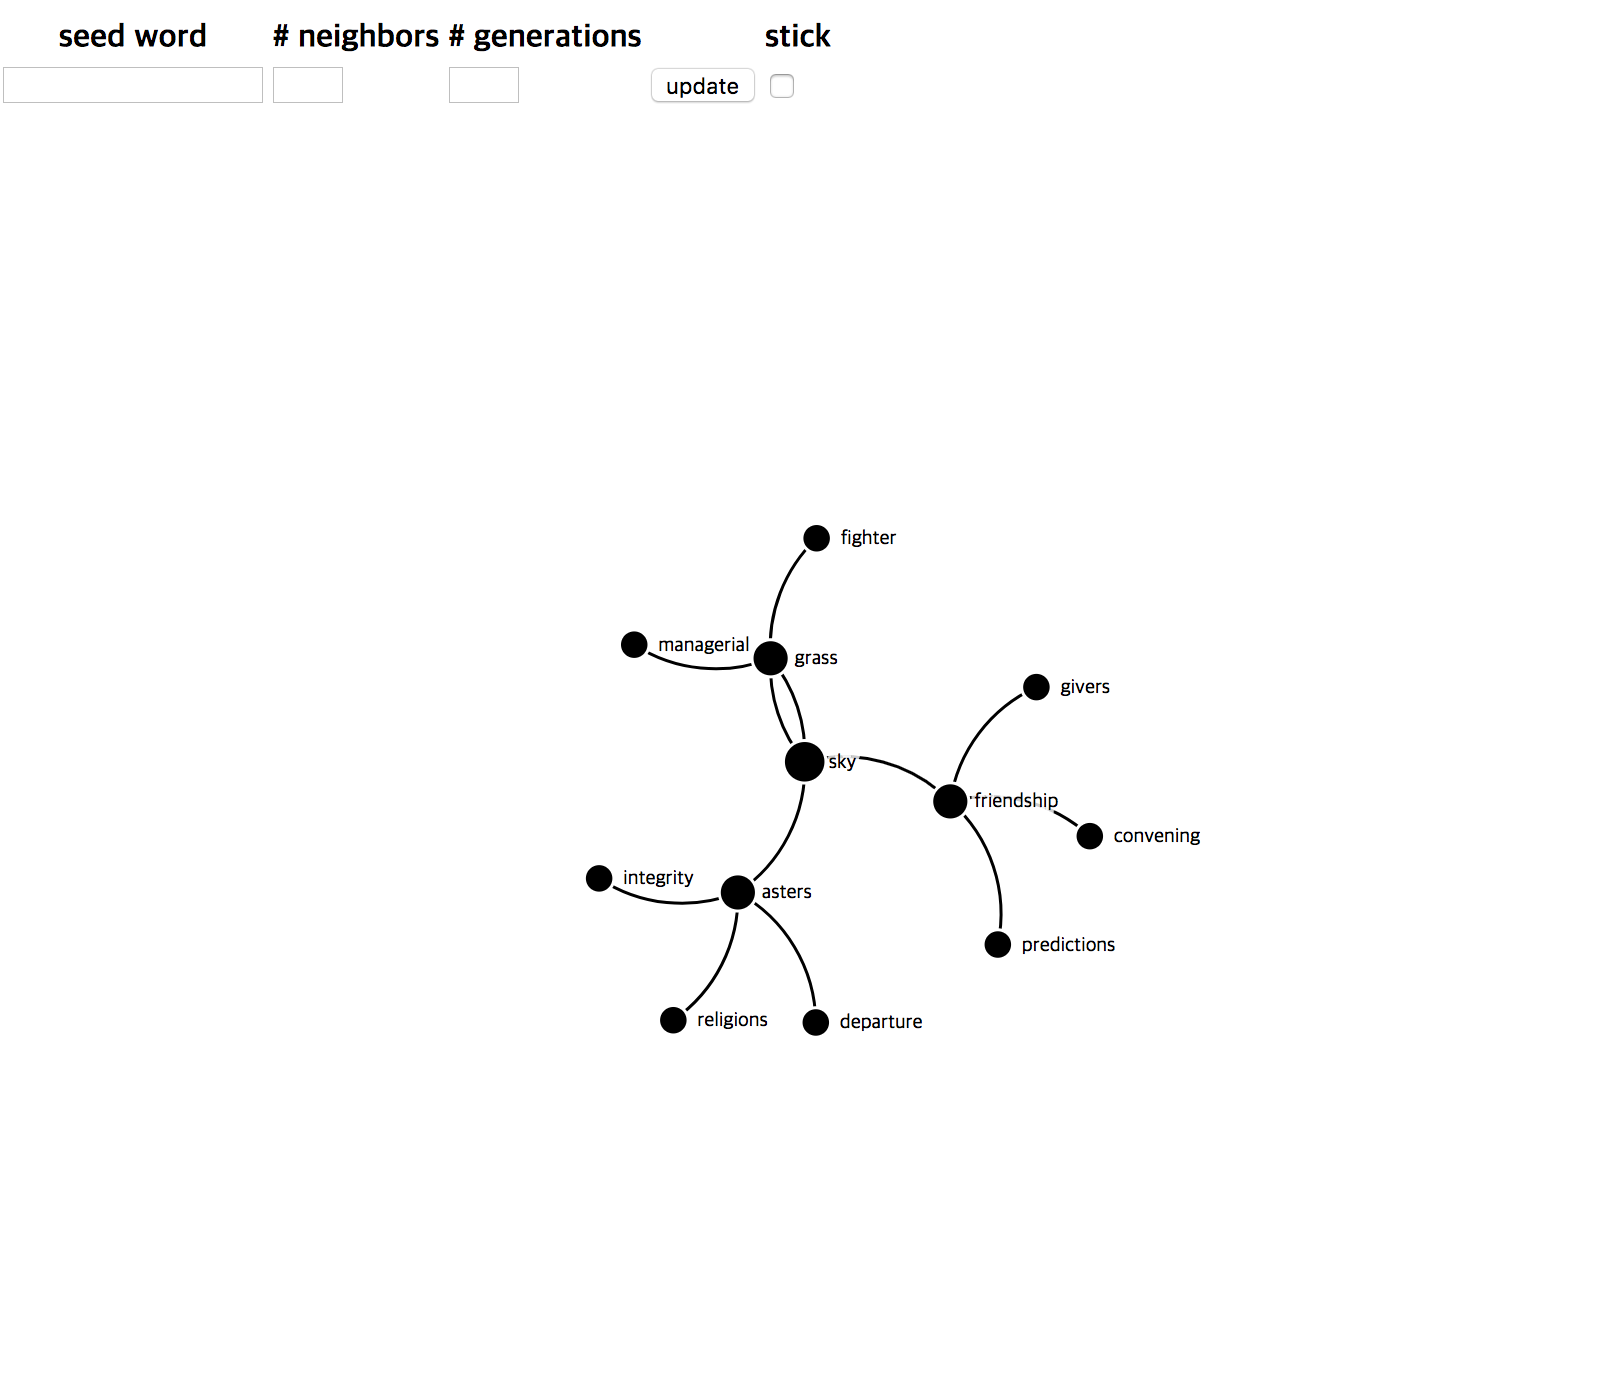 seed word # neighbors # generations stick
update
fighter
managerial
grass
givers
sky
friendship
convening
integrity
asters
predictions
religions
departure